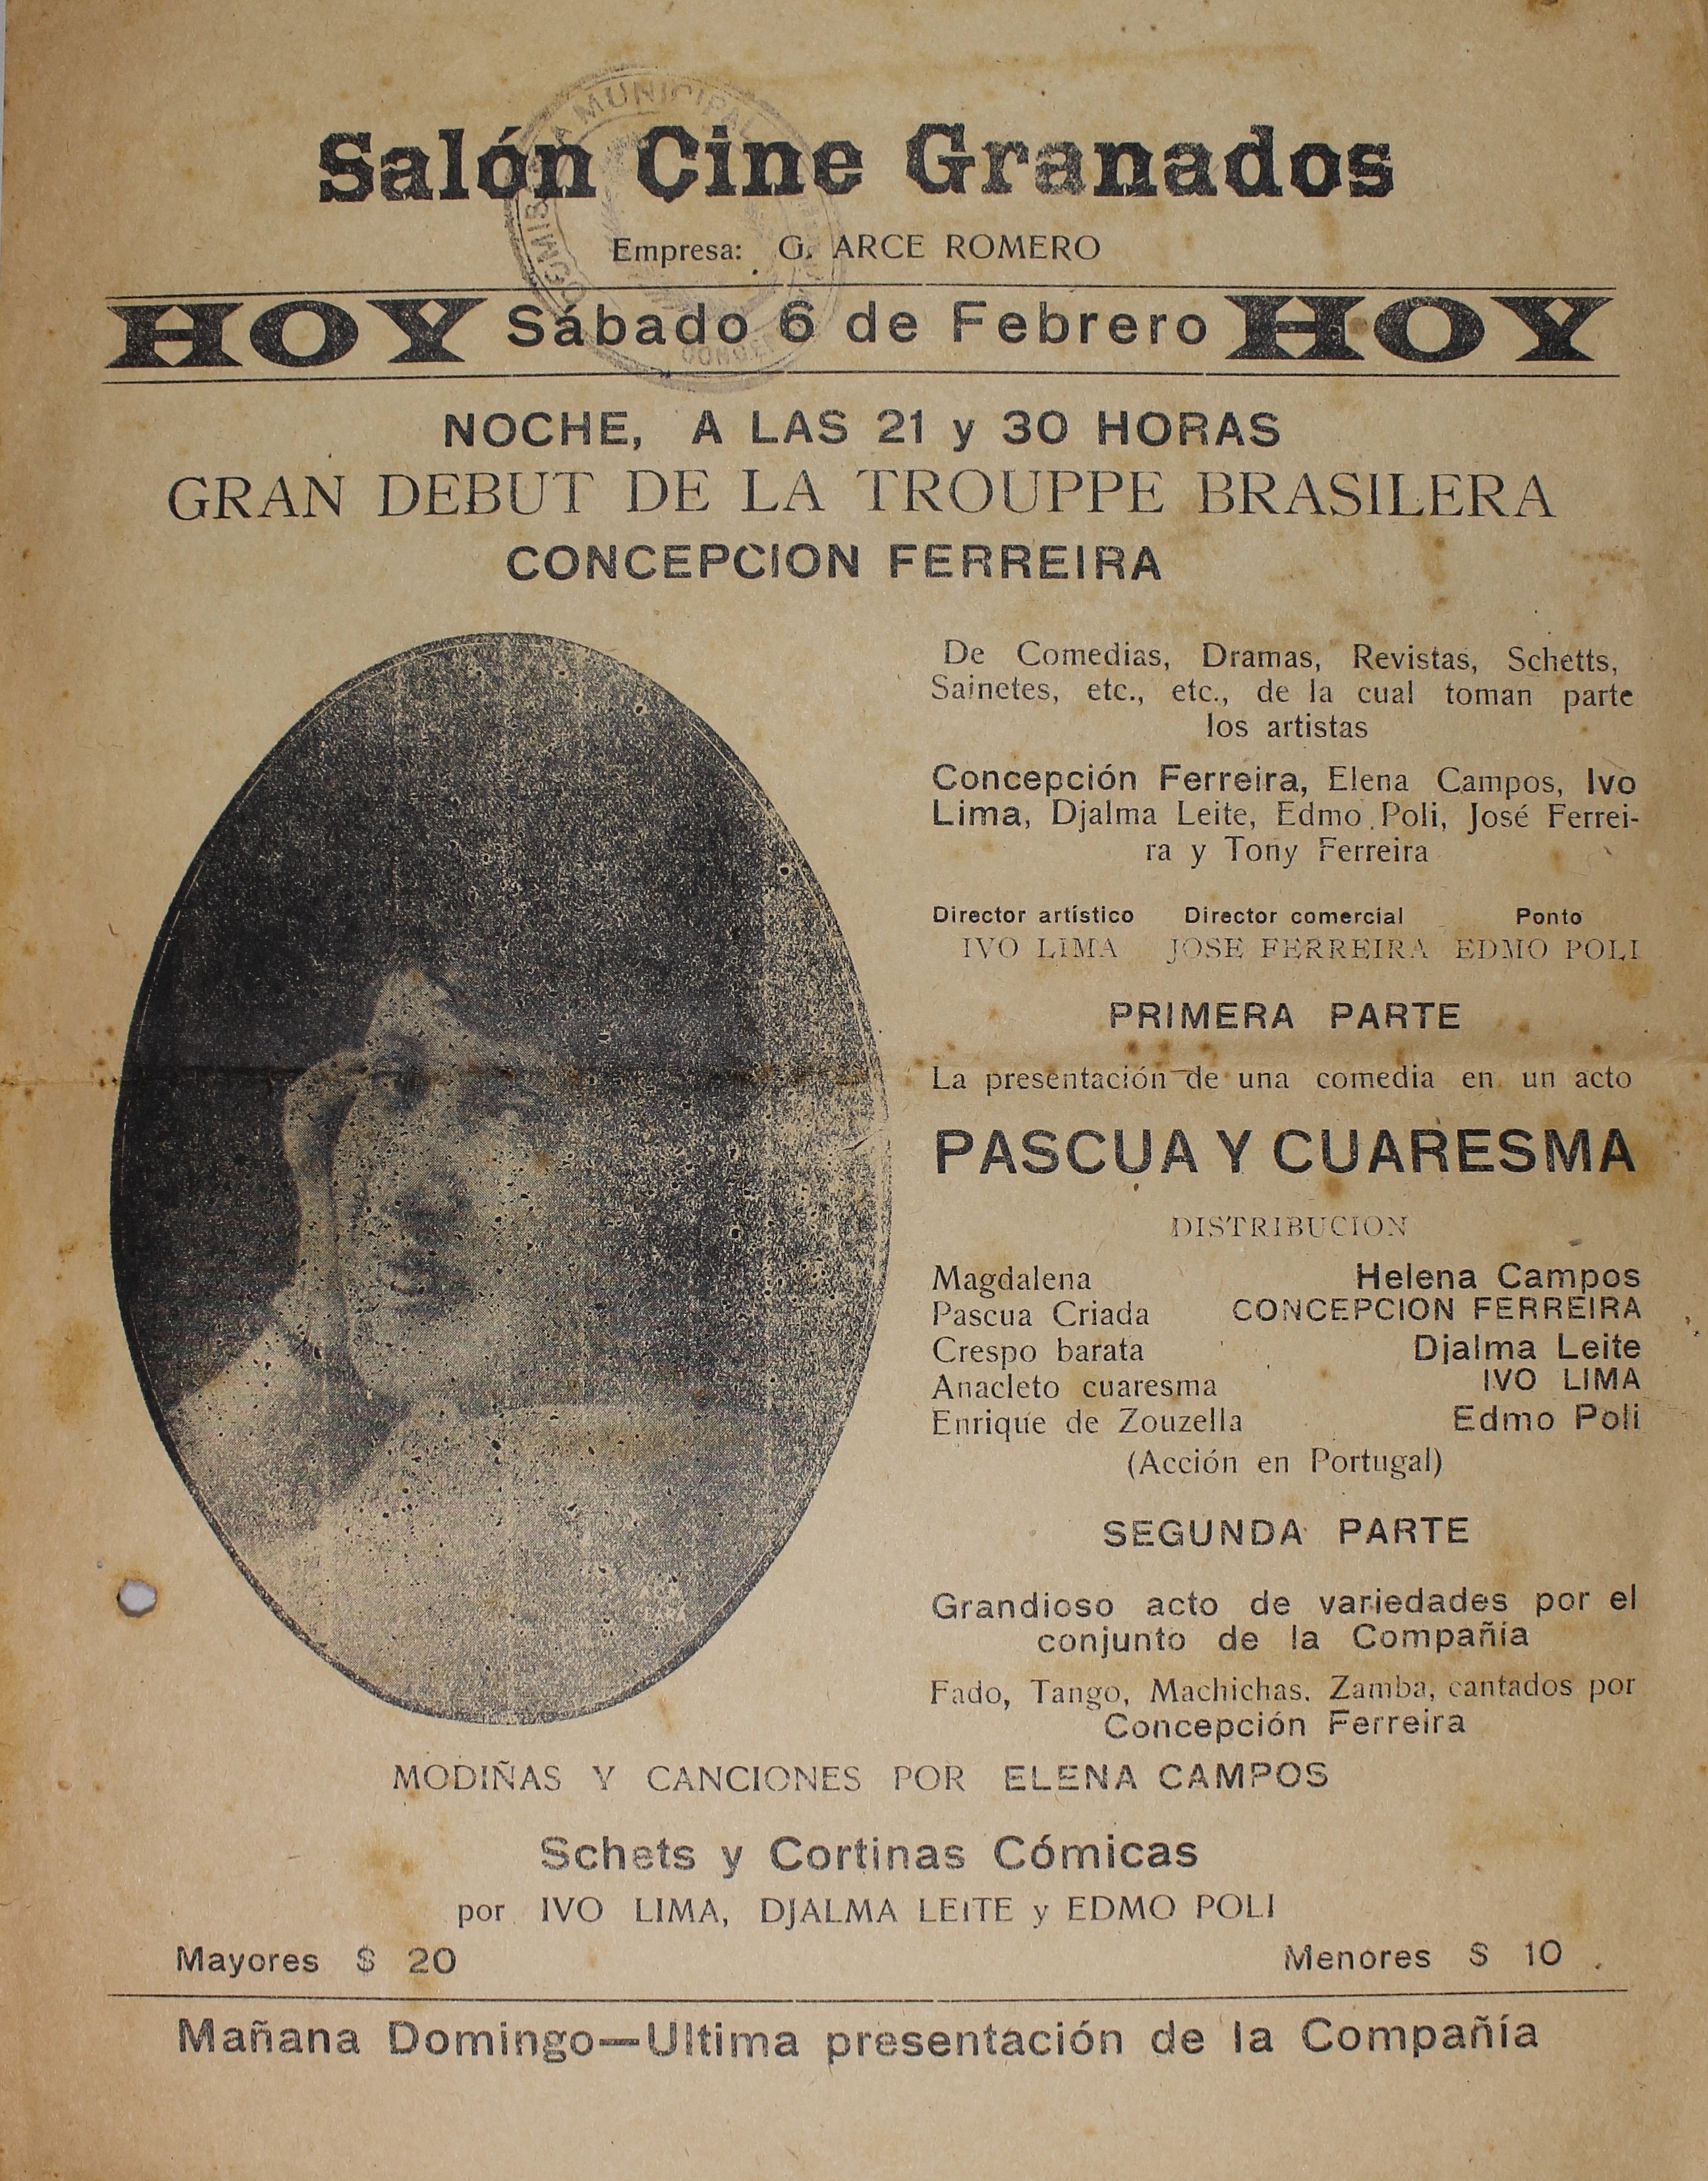 Salón Cine Granados
Empresa: G. ARCE ROMERO
HOY Sábado 6 de Febrero HOY
NOCHE, A LAS 21 y 30 HORAS
GRAN DEBUT DE LA TROUPPE BRASILERA
CONCEPCION FERREIRA
De Comedias, Dramas, Revistas, Schetts,
Sainetes, etc., etc., de la cual toman parte
los artistas
Concepción Ferreira, Elena Campos, Ivo
Lima, Djalma Leite, Edmo Poli, José Ferrei-
ra y Tony Ferreira
Director artístico Director comercial Ponto
IVO LIMA JOSE FERREIRA EDMO POLI
PRIMERA PARTE
La presentación de una comedia en un acto
PASCUA Y CUARESMA
DISTRIBUCION
Magdalena Helena Campos
Pascua Criada CONCEPCION FERREIRA
Crespo barata Djalma Leite
Anacleto cuaresma IVO LIMA
Enrique de Zouzella Edmo Poli
(Acción en Portugal)
SEGUNDA PARTE
Grandioso acto de variedades por el
conjunto de la Compañía
Fado, Tango, Machichas. Zamba, cantados por
Concepción Ferreira
MODIÑAS Y CANCIONES POR ELENA CAMPOS
Schets y Cortinas Cómicas
por IVO LIMA, DJALMA LEITE y EDMO POLI
Mayores $ 20 Menores $ 10
Mañana Domingo—Ultima presentación de la Compañía
MUNICIPAL
CEARÁ